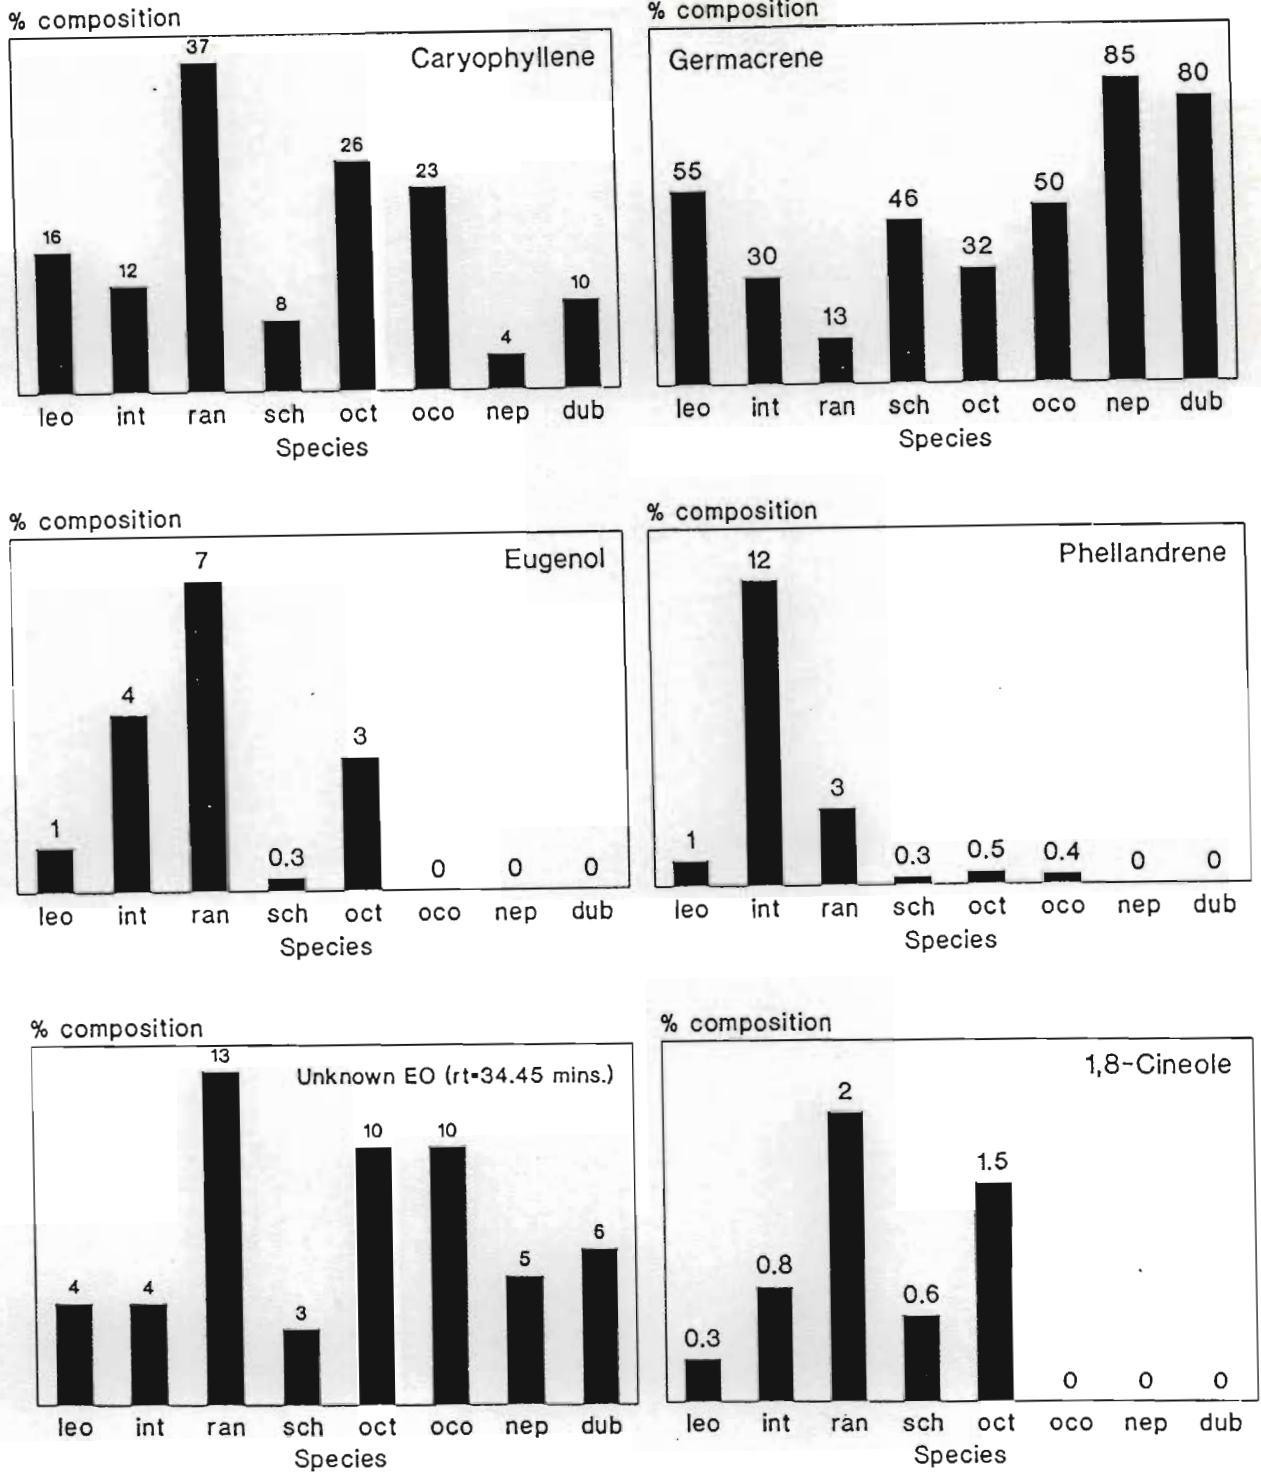 % composition
Caryophyllene
37
26
23
16
12
10
8
4
leo int ran sch oct oco nep dub
Species
% composition
Germacrene
85
80
55
50
46
32
30
13
leo int ran sch oct oco nep dub
Species
% composition
Eugenol
7
4
3
1
0.3
0 0 0
leo int ran sch oct oco nep dub
Species
% composition
Phellandrene
12
3
1
0.3 0.5 0.4 0 0
leo int ran sch oct oco nep dub
Species
% composition
13
Unknown EO (rt=34.45 mins.)
10 10
6
5
4 4
3
leo int ran sch oct oco nep dub
Species
% composition
1,8-Cineole
2
1.5
0.8
0.6
0.3
0 0 0
leo int ran sch oct oco nep dub
Species